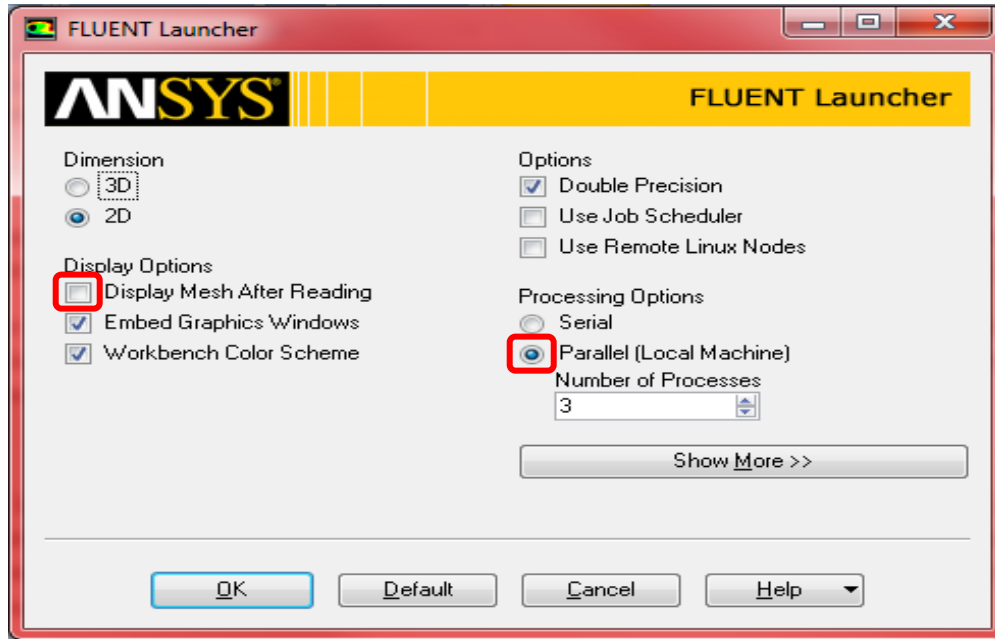 FLUENT Launcher
ANSYS®
FLUENT Launcher
Dimension
3D
2D
Display Options
Display Mesh After Reading
Embed Graphics Windows
Workbench Color Scheme
Options
Double Precision
Use Job Scheduler
Use Remote Linux Nodes
Processing Options
Serial
Parallel (Local Machine)
Number of Processes
3
Show More >>
OK
Default
Cancel
Help